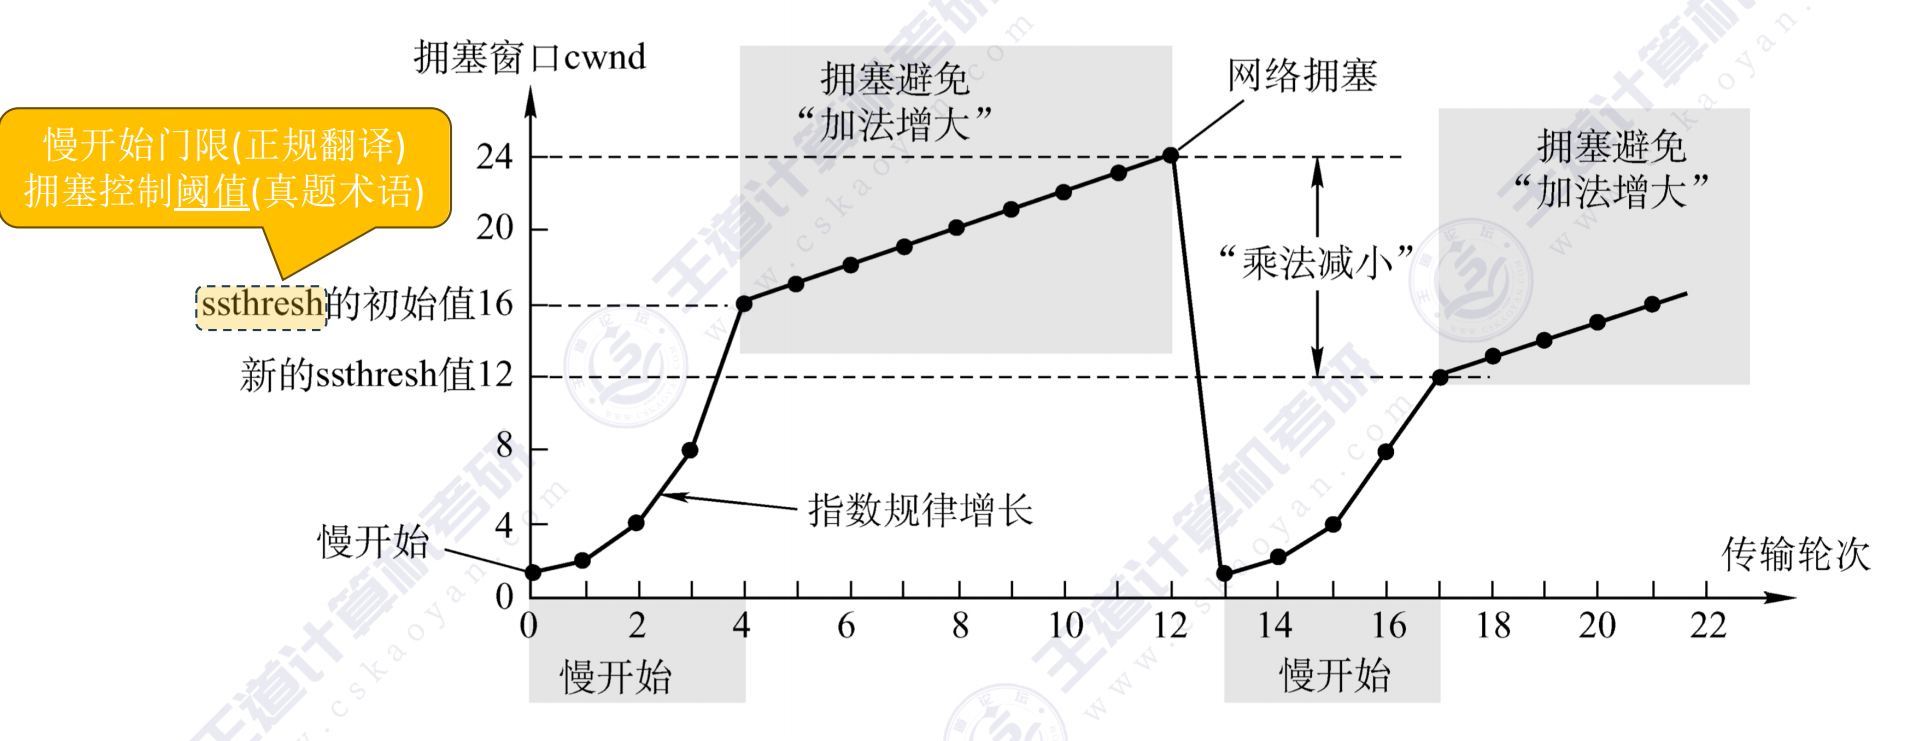 拥塞窗口cwnd
慢开始门限(正规翻译)
拥塞控制阈值(真题术语)
拥塞避免
“加法增大”
网络拥塞
拥塞避免
“加法增大”
24
20
ssthresh的初始值16
“乘法减小”
新的ssthresh值12
8
指数规律增长
4
慢开始
0
传输轮次
0 2 4 6 8 10 12 14 16 18 20 22
慢开始
慢开始
王道计算机考研
www.cskaoyan.com